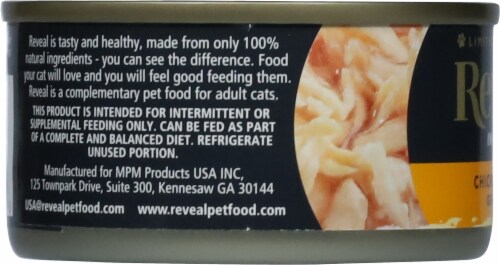 Reveal is tasty and healthy, made from only 100%
natural ingredients - you can see the difference. Food
your cat will love and you will feel good feeding them.
Reveal is a complementary pet food for adult cats.
THIS PRODUCT IS INTENDED FOR INTERMITTENT OR
SUPPLEMENTAL FEEDING ONLY. CAN BE FED AS PART
OF A COMPLETE AND BALANCED DIET. REFRIGERATE
UNUSED PORTION.
Manufactured for MPM Products USA INC,
125 Townpark Drive, Suite 300, Kennesaw GA 30144
USA@revealpetfood.com www.revealpetfood.com
LIMIT
Re
CHIC